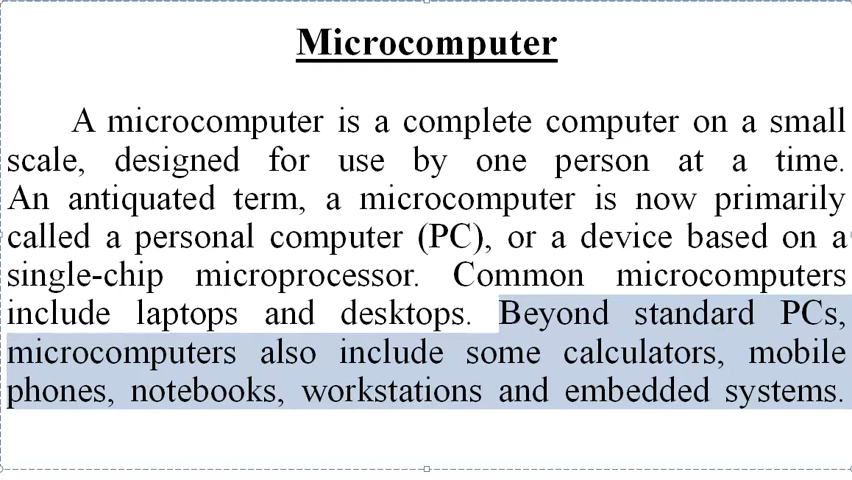 Microcomputer
A microcomputer is a complete computer on a small
scale, designed for use by one person at a time.
An antiquated term, a microcomputer is now primarily
called a personal computer (PC), or a device based on a
single-chip microprocessor. Common microcomputers
include laptops and desktops. Beyond standard PCs,
microcomputers also include some calculators, mobile
phones, notebooks, workstations and embedded systems.